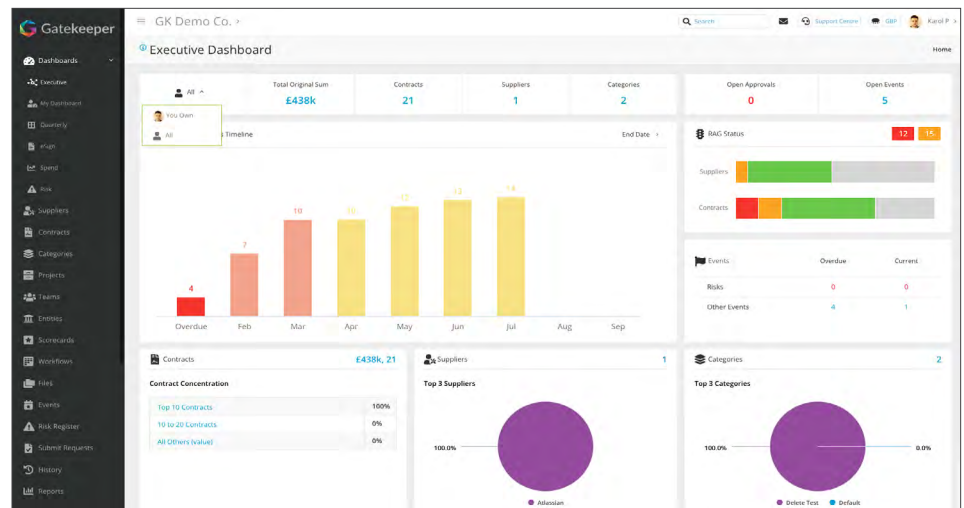 Gatekeeper
GK Demo Co. >
Search
Support Centre
GBP
Karol P >
Executive Dashboard
Home
Dashboards
Executive
My Dashboard
Quarterly
eSign
Spend
Risk
Suppliers
Contracts
Categories
Projects
Teams
Entities
Scorecards
Workflows
Files
Events
Risk Register
Submit Requests
History
Reports
All
You Own
All
Total Original Sum
£438k
Contracts
21
Suppliers
1
Categories
2
Open Approvals
0
Open Events
5
s Timeline
End Date >
4
7
10
10
12
13
14
Overdue Feb Mar Apr May Jun Jul Aug Sep
RAG Status
12 15
Suppliers
Contracts
Events Overdue Current
Risks 0 0
Other Events 4 1
Contracts £438k, 21
Contract Concentration
Top 10 Contracts 100%
10 to 20 Contracts 0%
All Others (value) 0%
Suppliers 1
Top 3 Suppliers
100.0%
Atlassian
Categories 2
Top 3 Categories
100.0% 0.0%
Delete Test Default